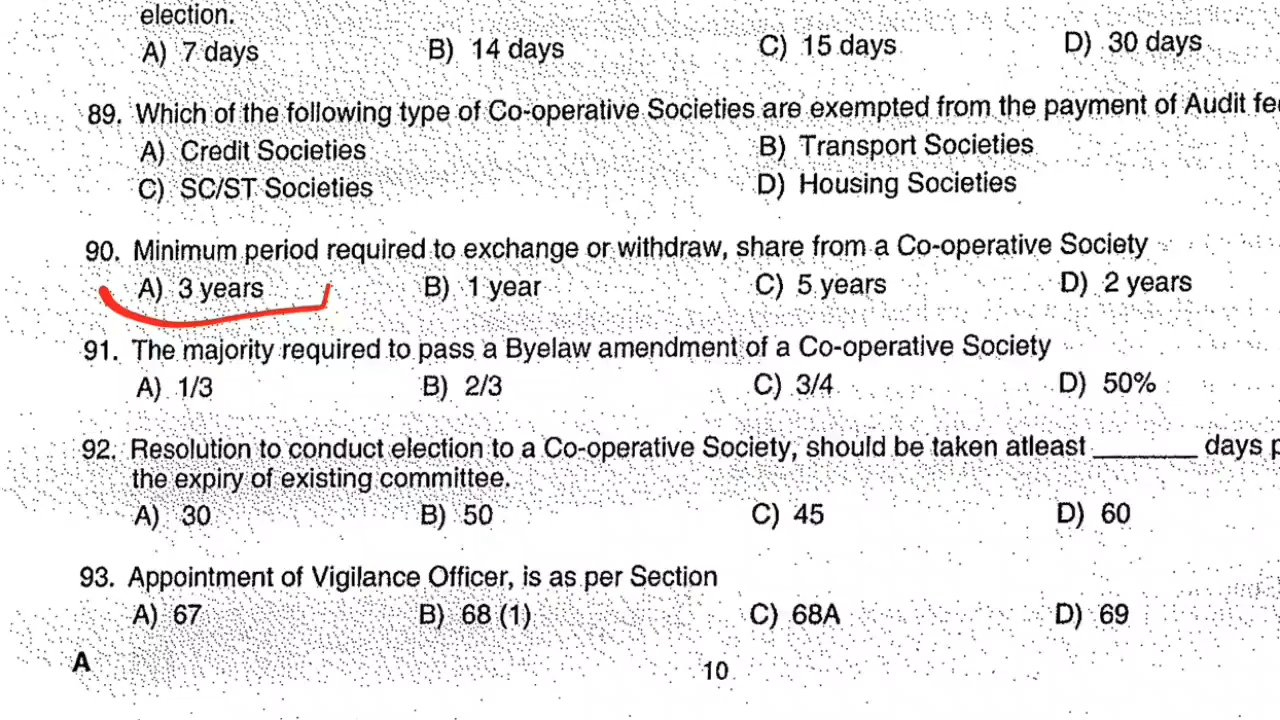 election.
A) 7 days B) 14 days C) 15 days D) 30 days
89. Which of the following type of Co-operative Societies are exempted from the payment of Audit
A) Credit Societies B) Transport Societies
C) SC/ST Societies D) Housing Societies
90. Minimum period required to exchange or withdraw, share from a Co-operative Society
A) 3 years B) 1 year C) 5 years D) 2 years
91. The majority required to pass a Byelaw amendment of a Co-operative Society
A) 1/3 B) 2/3 C) 3/4 D) 50%
92. Resolution to conduct election to a Co-operative Society, should be taken atleast ________ days
the expiry of existing committee.
A) 30 B) 50 C) 45 D) 60
93. Appointment of Vigilance Officer, is as per Section
A) 67 B) 68 (1) C) 68A D) 69
A 10